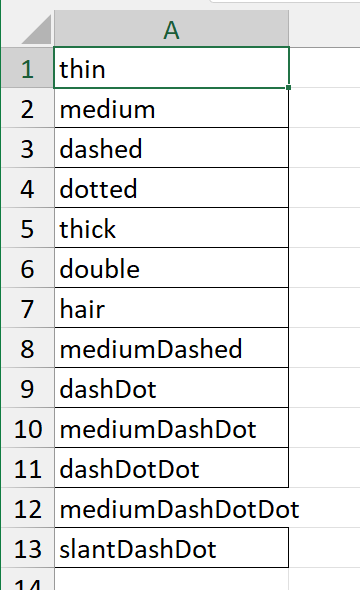 A
1 thin
2 medium
3 dashed
4 dotted
5 thick
6 double
7 hair
8 mediumDashed
9 dashDot
10 mediumDashDot
11 dashDotDot
12 mediumDashDotDot
13 slantDashDot
14